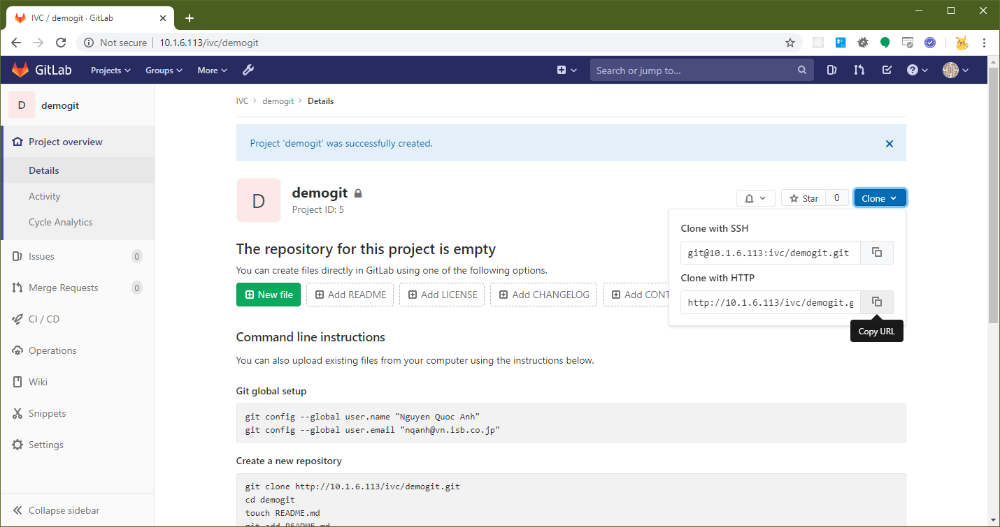 IVC / demogit · GitLab
Not secure
10.1.6.113/ivc/demogit
GitLab
Projects
Groups
More
Search or jump to...
D
demogit
Project overview
Details
Activity
Cycle Analytics
Issues
0
Merge Requests
0
CI / CD
Operations
Wiki
Snippets
Settings
Collapse sidebar
IVC > demogit > Details
Project 'demogit' was successfully created.
D
demogit
Project ID: 5
Star
0
Clone
Clone with SSH
git@10.1.6.113:ivc/demogit.git
Clone with HTTP
http://10.1.6.113/ivc/demogit.g
Copy URL
The repository for this project is empty
You can create files directly in GitLab using one of the following options.
New file
Add README
Add LICENSE
Add CHANGELOG
Add CONT
Command line instructions
You can also upload existing files from your computer using the instructions below.
Git global setup
git config --global user.name "Nguyen Quoc Anh"
git config --global user.email "nqanh@vn.isb.co.jp"
Create a new repository
git clone http://10.1.6.113/ivc/demogit.git
cd demogit
touch README.md
git add README.md